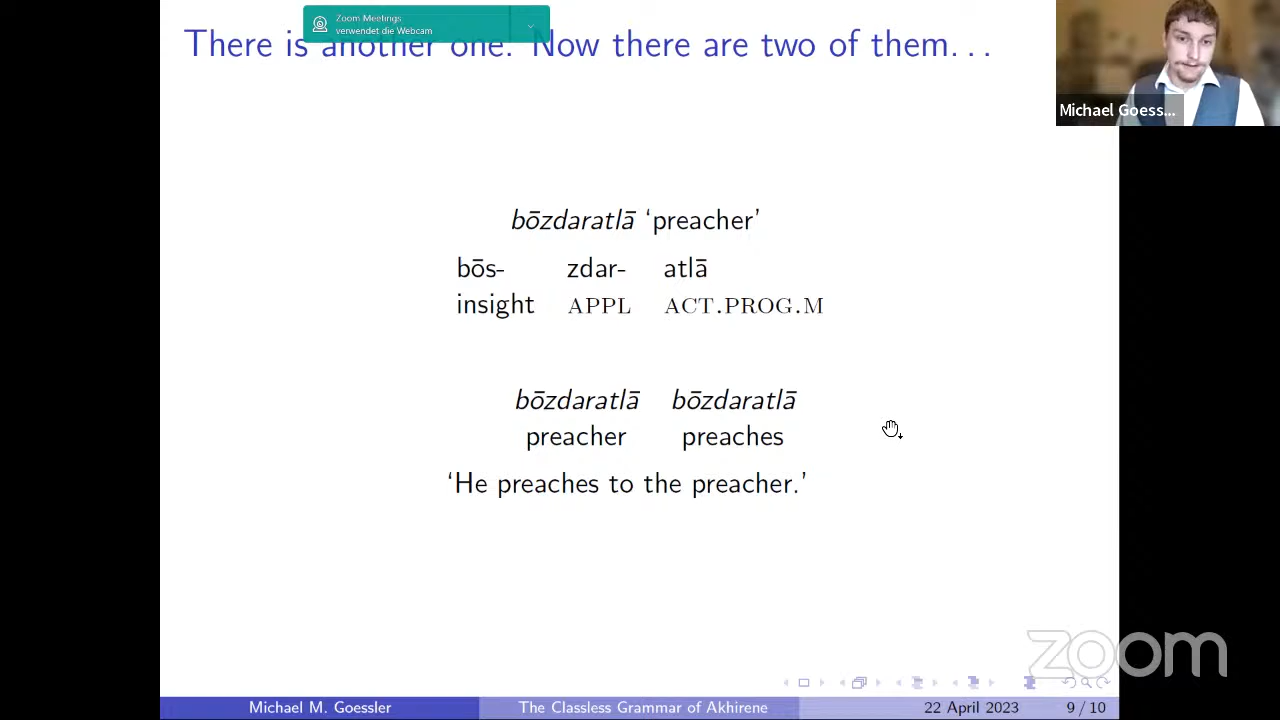 Zoom Meetings
verwendet die Webcam
There is another one. Now there are two of them...
Michael Goess...
bōzdaratlā ‘preacher’
bōs- zdar- atlā
insight APPL ACT.PROG.M
bōzdaratlā bōzdaratlā
preacher preaches
‘He preaches to the preacher.’
zoom
Michael M. Goessler The Classless Grammar of Akhirene 22 April 2023 9 / 10